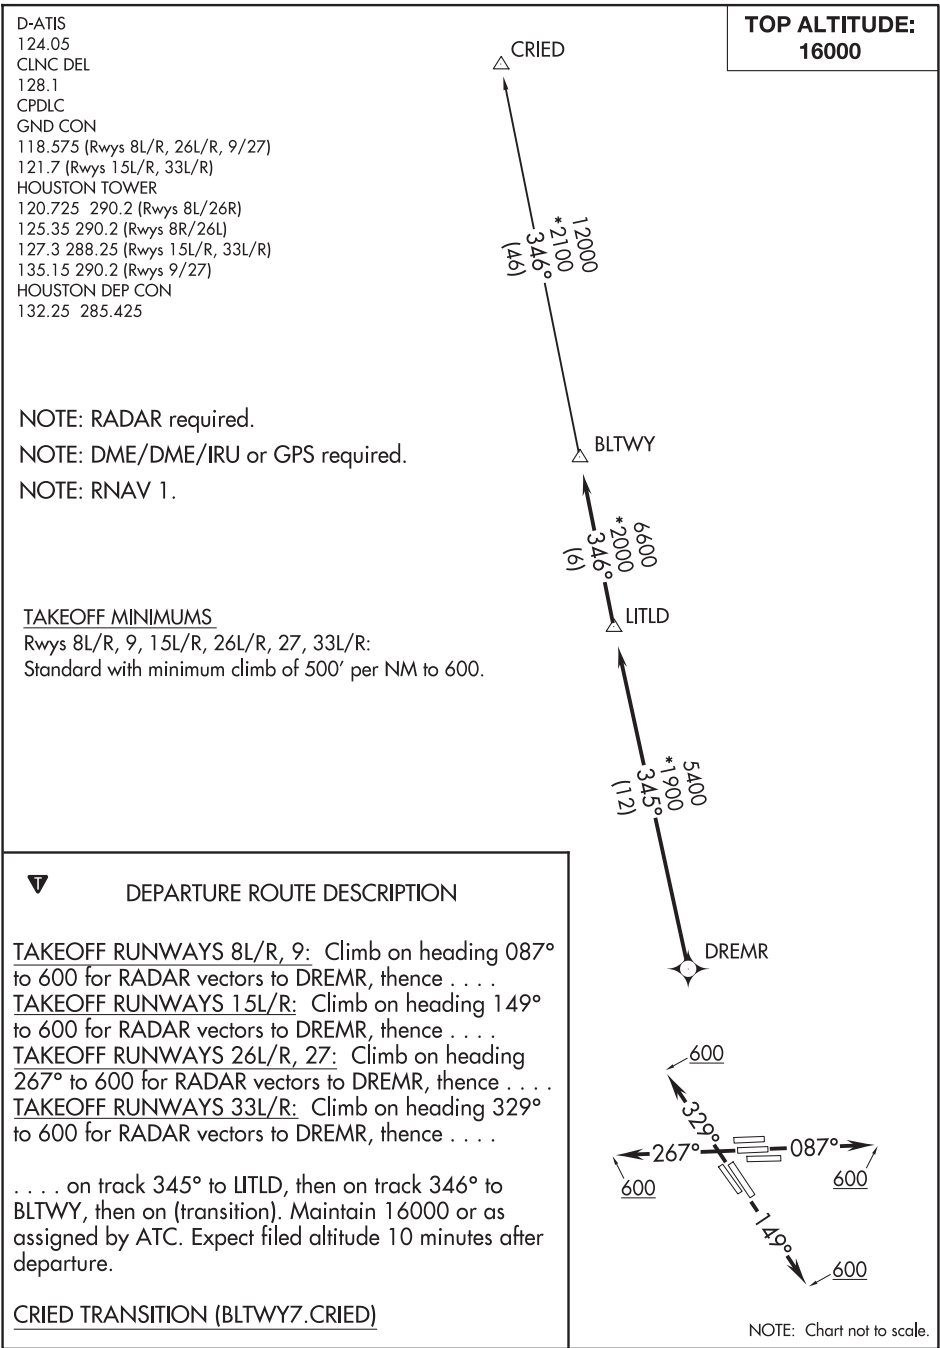 D-ATIS
124.05
CLNC DEL
128.1
CPDLC
GND CON
118.575 (Rwys 8L/R, 26L/R, 9/27)
121.7 (Rwys 15L/R, 33L/R)
HOUSTON TOWER
120.725 290.2 (Rwys 8L/26R)
125.35 290.2 (Rwys 8R/26L)
127.3 288.25 (Rwys 15L/R, 33L/R)
135.15 290.2 (Rwys 9/27)
HOUSTON DEP CON
132.25 285.425
TOP ALTITUDE:
16000
CRIED
12000
*2100
346°
(46)
NOTE: RADAR required.
NOTE: DME/DME/IRU or GPS required.
NOTE: RNAV 1.
BLTWY
6600
*2000
346°
(6)
LITLD
TAKEOFF MINIMUMS
Rwys 8L/R, 9, 15L/R, 26L/R, 27, 33L/R:
Standard with minimum climb of 500' per NM to 600.
5400
*1900
345°
(12)
DREMR
T
DEPARTURE ROUTE DESCRIPTION
TAKEOFF RUNWAYS 8L/R, 9: Climb on heading 087°
to 600 for RADAR vectors to DREMR, thence . . . .
TAKEOFF RUNWAYS 15L/R: Climb on heading 149°
to 600 for RADAR vectors to DREMR, thence . . . .
TAKEOFF RUNWAYS 26L/R, 27: Climb on heading
267° to 600 for RADAR vectors to DREMR, thence . . . .
TAKEOFF RUNWAYS 33L/R: Climb on heading 329°
to 600 for RADAR vectors to DREMR, thence . . . .
. . . . on track 345° to LITLD, then on track 346° to
BLTWY, then on (transition). Maintain 16000 or as
assigned by ATC. Expect filed altitude 10 minutes after
departure.
CRIED TRANSITION (BLTWY7.CRIED)
600
329°
267°
087°
600
600
149°
600
NOTE: Chart not to scale.